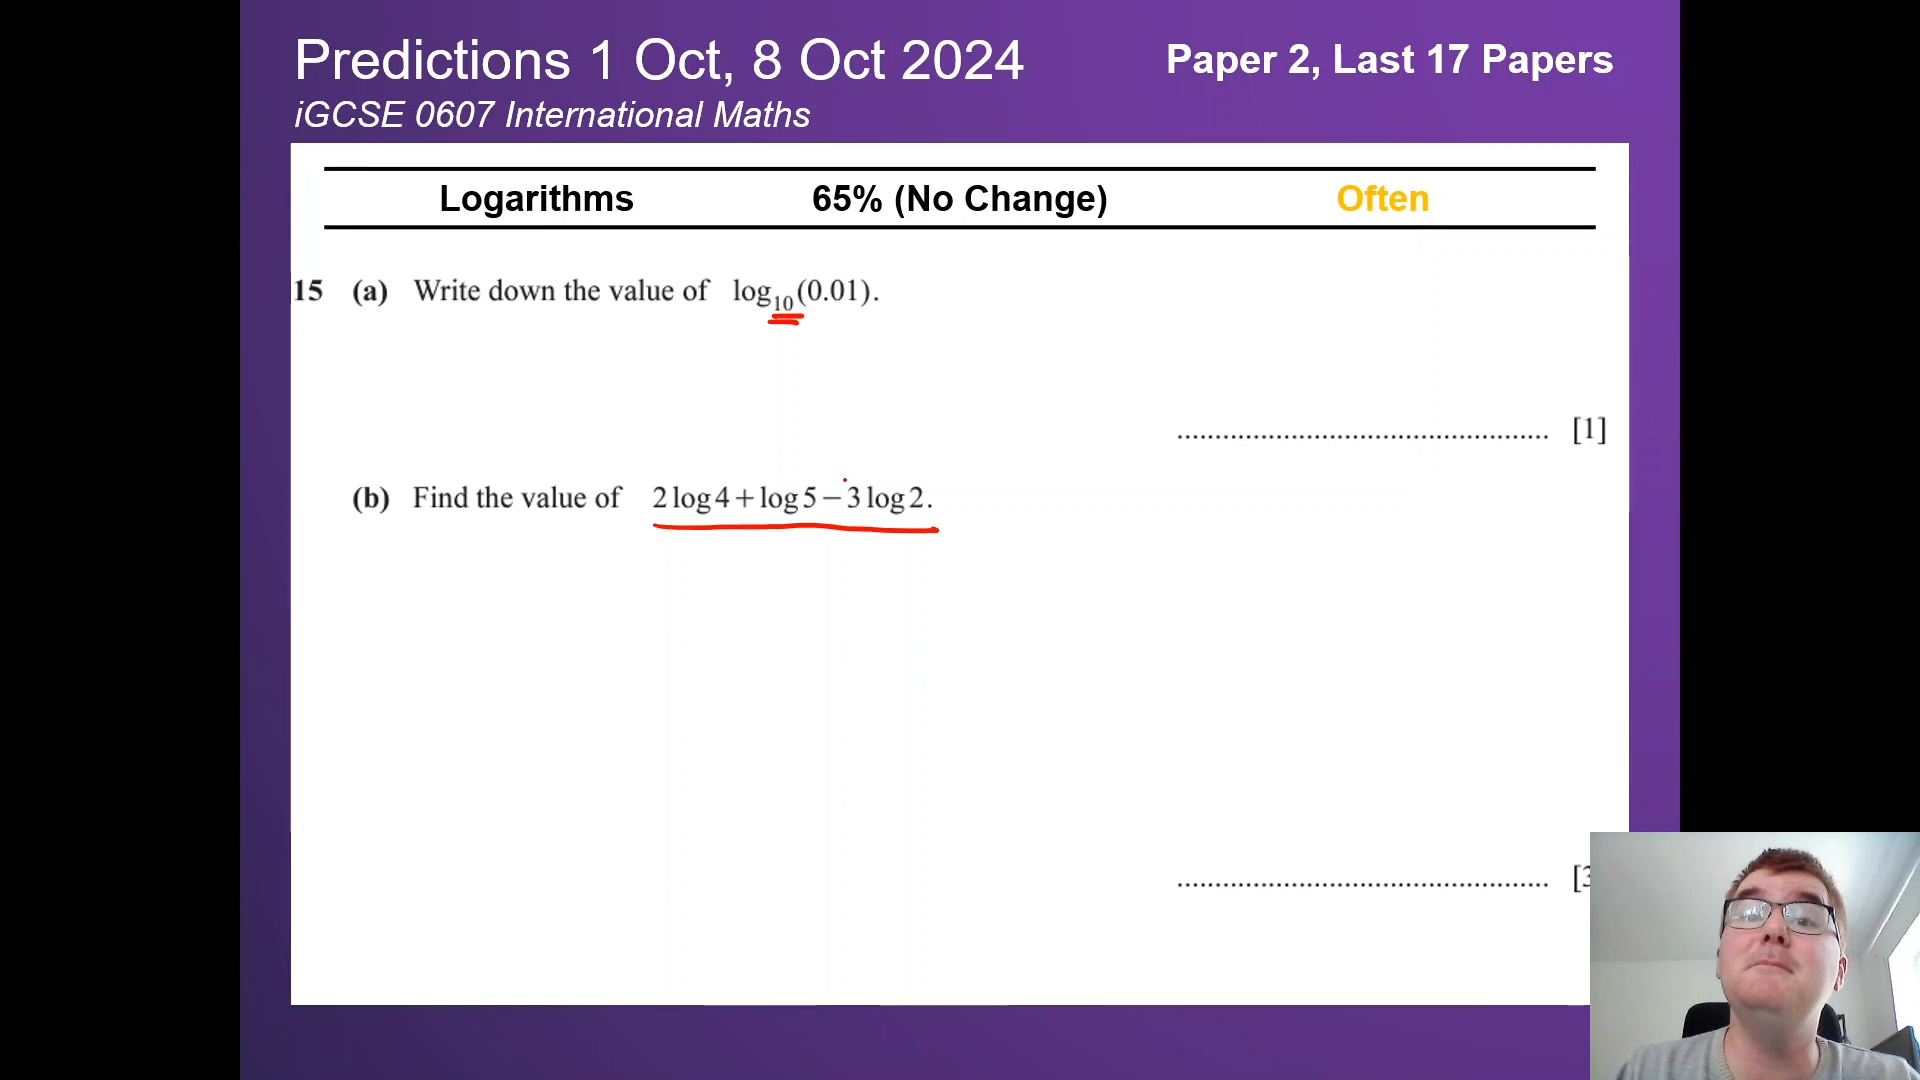 Predictions 1 Oct, 8 Oct 2024
Paper 2, Last 17 Papers
iGCSE 0607 International Maths
Logarithms 65% (No Change) Often
15 (a) Write down the value of log₁₀(0.01).
.................................................. [1]
(b) Find the value of 2 log 4 + log 5 − 3 log 2.
.................................................. [3